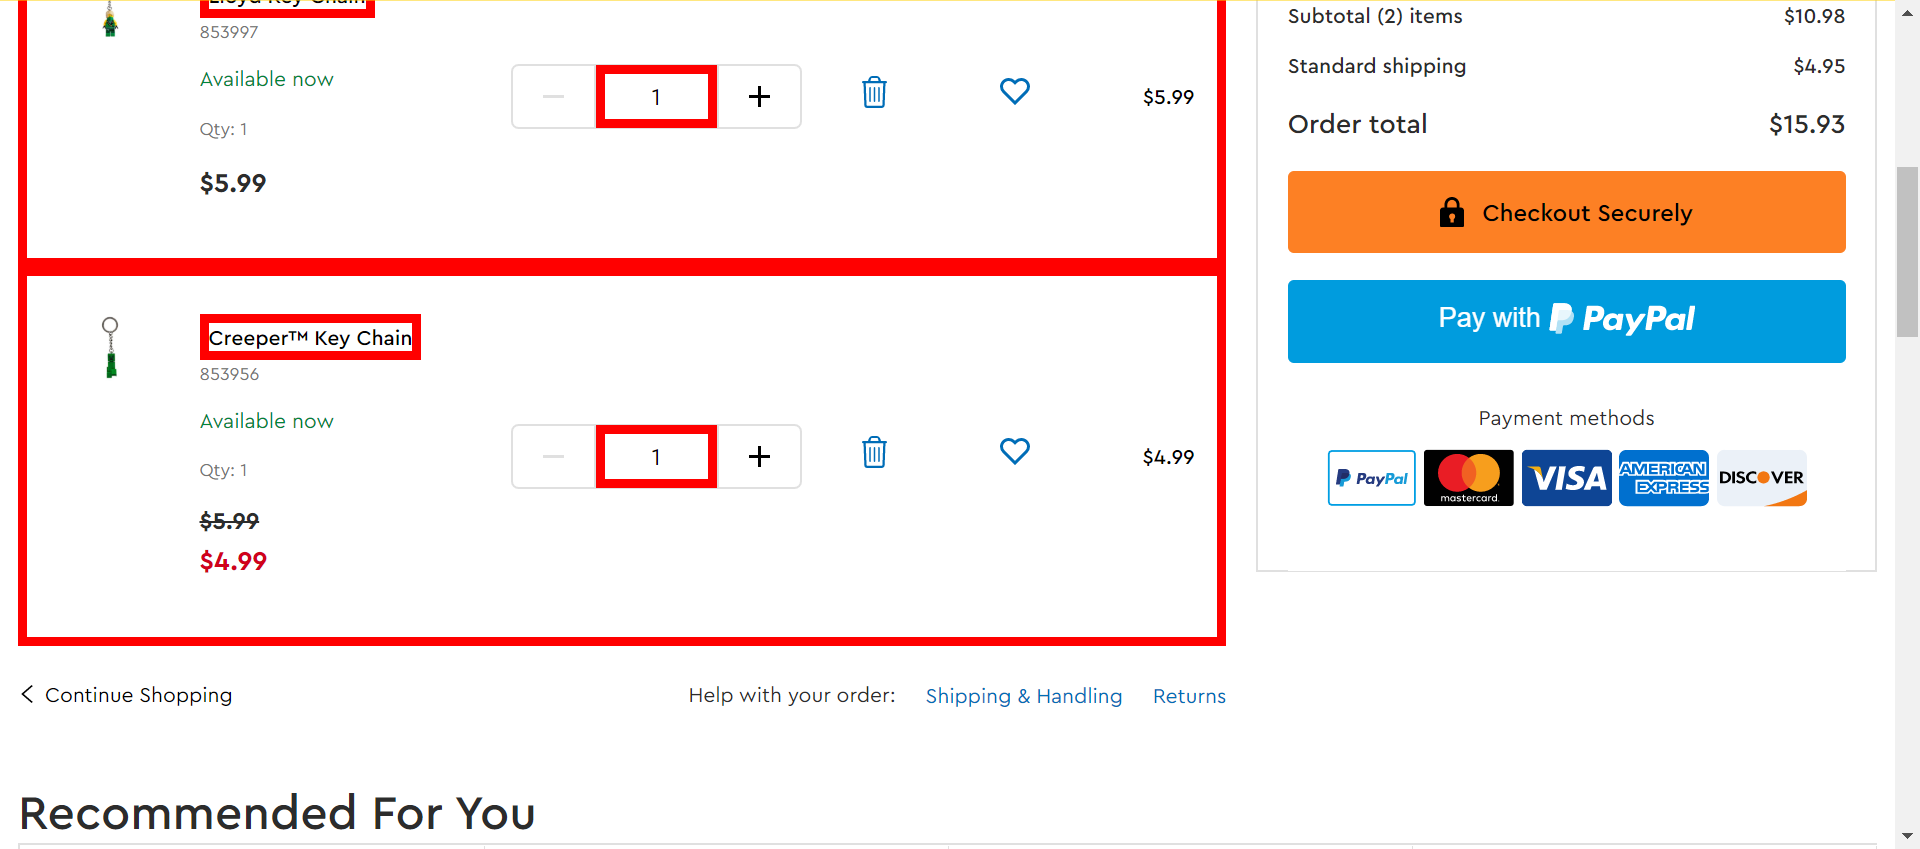 Lloyd Key Chain
853997
Available now
Qty: 1
$5.99
1
$5.99
Creeper™ Key Chain
853956
Available now
Qty: 1
$5.99
$4.99
1
$4.99
Continue Shopping
Help with your order: Shipping & Handling Returns
Subtotal (2) items $10.98
Standard shipping $4.95
Order total $15.93
Checkout Securely
Pay with PayPal
Payment methods
PayPal
mastercard.
VISA
AMERICAN
EXPRESS
DISCOVER
Recommended For You